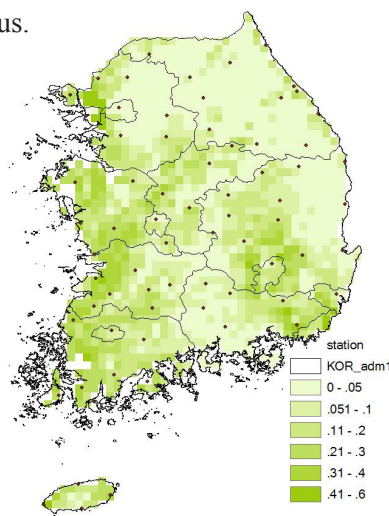 us.
station
KOR_adm1
0 - .05
.051 - .1
.11 - .2
.21 - .3
.31 - .4
.41 - .6